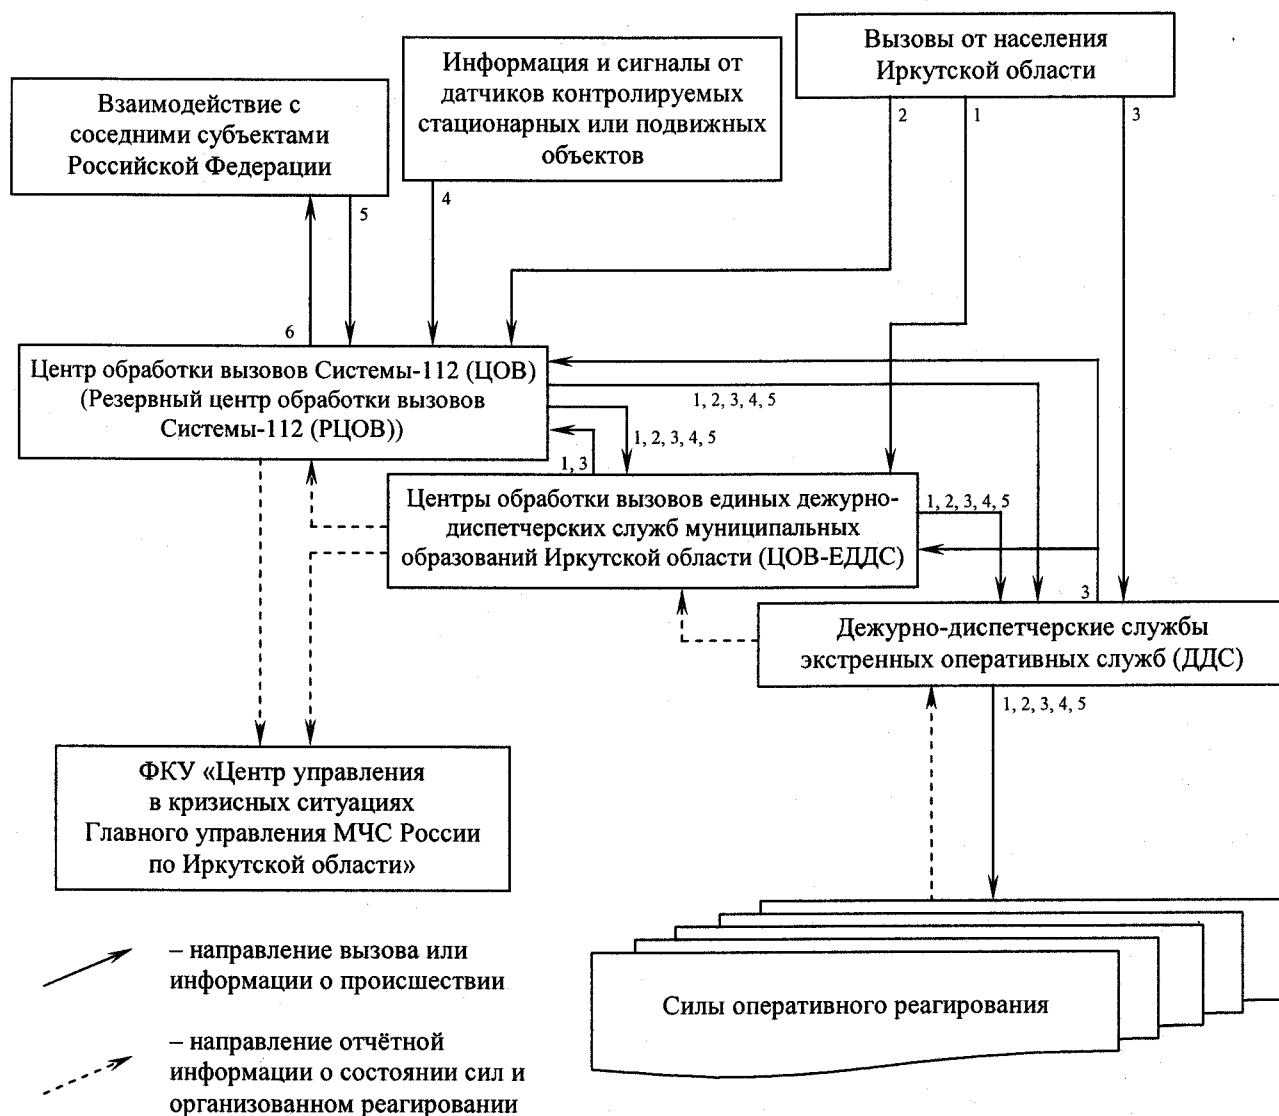 Вызовы от населения
Иркутской области
Информация и сигналы от
датчиков контролируемых
стационарных или подвижных
объектов
Взаимодействие с
соседними субъектами
Российской Федерации
2
1
3
4
5
6
Центр обработки вызовов Системы-112 (ЦОВ)
(Резервный центр обработки вызовов
Системы-112 (РЦОВ))
1, 2, 3, 4, 5
1, 2, 3, 4, 5
1, 3
Центры обработки вызовов единых дежурно-
диспетчерских служб муниципальных
образований Иркутской области (ЦОВ-ЕДДС)
1, 2, 3, 4, 5
3
Дежурно-диспетчерские службы
экстренных оперативных служб (ДДС)
1, 2, 3, 4, 5
ФКУ «Центр управления
в кризисных ситуациях
Главного управления МЧС России
по Иркутской области»
– направление вызова или
информации о происшествии
Силы оперативного реагирования
– направление отчётной
информации о состоянии сил и
организованном реагировании